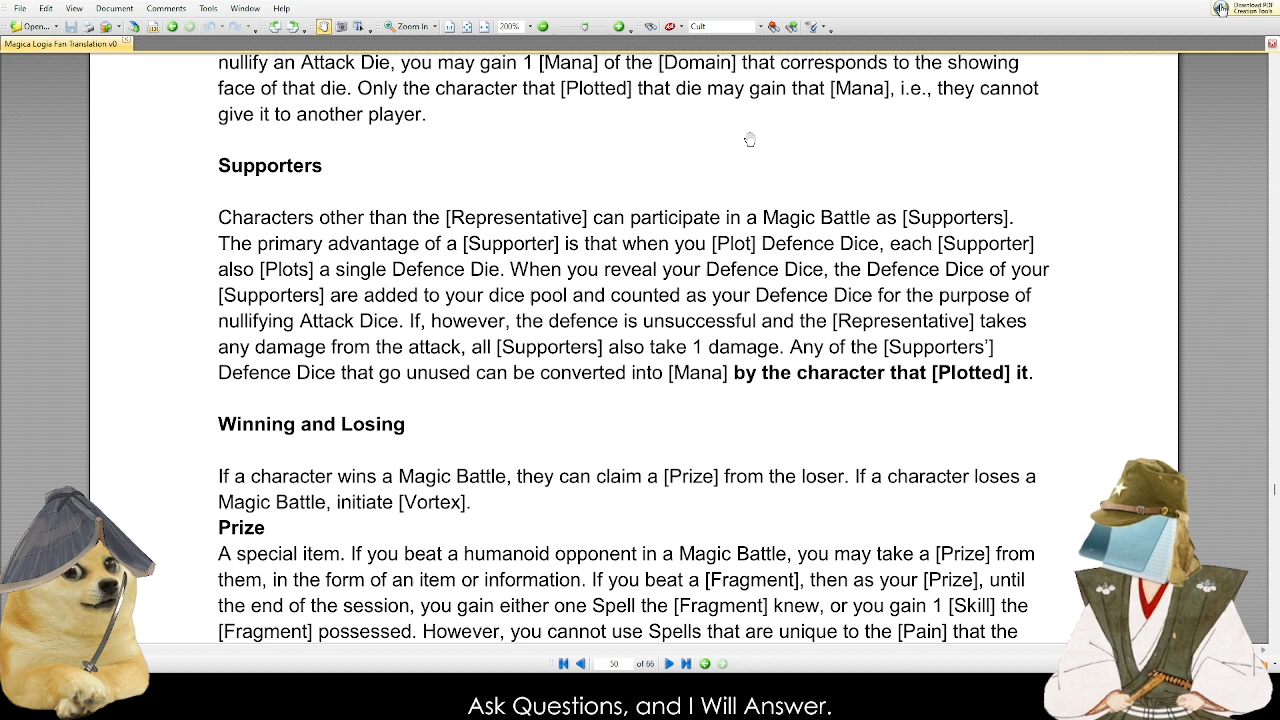 File Edit View Document Comments Tools Window Help
Download PDF
Creation Tools
Open... Zoom In 200% Cult
Magica Logia Fan Translation v0
nullify an Attack Die, you may gain 1 [Mana] of the [Domain] that corresponds to the showing
face of that die. Only the character that [Plotted] that die may gain that [Mana], i.e., they cannot
give it to another player.
Supporters
Characters other than the [Representative] can participate in a Magic Battle as [Supporters].
The primary advantage of a [Supporter] is that when you [Plot] Defence Dice, each [Supporter]
also [Plots] a single Defence Die. When you reveal your Defence Dice, the Defence Dice of your
[Supporters] are added to your dice pool and counted as your Defence Dice for the purpose of
nullifying Attack Dice. If, however, the defence is unsuccessful and the [Representative] takes
any damage from the attack, all [Supporters] also take 1 damage. Any of the [Supporters’]
Defence Dice that go unused can be converted into [Mana] by the character that [Plotted] it.
Winning and Losing
If a character wins a Magic Battle, they can claim a [Prize] from the loser. If a character loses a
Magic Battle, initiate [Vortex].
Prize
A special item. If you beat a humanoid opponent in a Magic Battle, you may take a [Prize] from
them, in the form of an item or information. If you beat a [Fragment], then as your [Prize], until
the end of the session, you gain either one Spell the [Fragment] knew, or you gain 1 [Skill] the
[Fragment] possessed. However, you cannot use Spells that are unique to the [Pain] that the
50 of 66
Ask Questions, and I Will Answer.